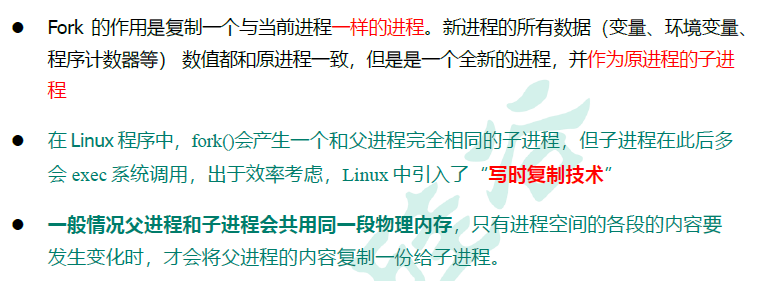 Fork 的作用是复制一个与当前进程一样的进程。新进程的所有数据（变量、环境变量、
程序计数器等） 数值都和原进程一致，但是是一个全新的进程，并作为原进程的子进
程
在 Linux 程序中，fork()会产生一个和父进程完全相同的子进程，但子进程在此后多
会 exec 系统调用，出于效率考虑，Linux 中引入了“写时复制技术”
一般情况父进程和子进程会共用同一段物理内存，只有进程空间的各段的内容要
发生变化时，才会将父进程的内容复制一份给子进程。